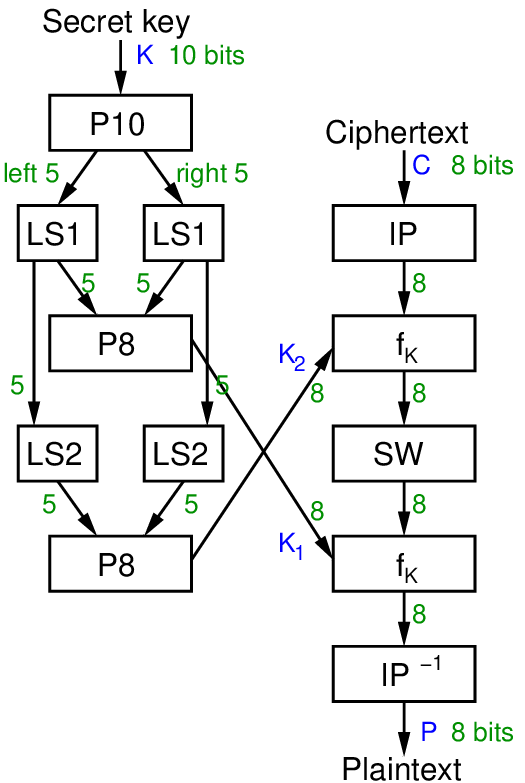 Secret key
K 10 bits
P10
left 5 right 5
LS1 LS1
5 5
P8
5 5
LS2 LS2
5 5
P8
Ciphertext
C 8 bits
IP
8
K2
8
fK
8
SW
8
8
K1
fK
8
IP −1
P 8 bits
Plaintext